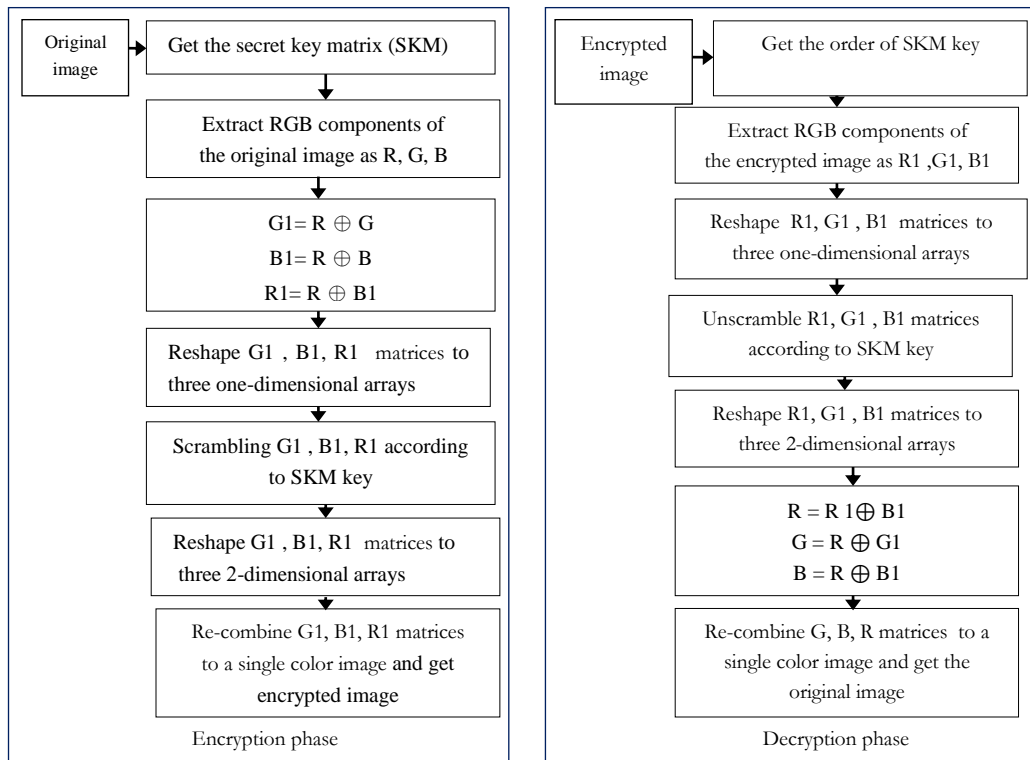 Original
image
Get the secret key matrix (SKM)
Extract RGB components of
the original image as R, G, B
G1= R ⊕ G
B1= R ⊕ B
R1= R ⊕ B1
Reshape G1 , B1, R1 matrices to
three one-dimensional arrays
Scrambling G1 , B1, R1 according
to SKM key
Reshape G1 , B1, R1 matrices to
three 2-dimensional arrays
Re-combine G1, B1, R1 matrices
to a single color image and get
encrypted image
Encryption phase
Encrypted
image
Get the order of SKM key
Extract RGB components of
the encrypted image as R1 ,G1, B1
Reshape R1, G1 , B1 matrices to
three one-dimensional arrays
Unscramble R1, G1 , B1 matrices
according to SKM key
Reshape R1, G1 , B1 matrices to
three 2-dimensional arrays
R = R 1⊕ B1
G = R ⊕ G1
B = R ⊕ B1
Re-combine G, B, R matrices to a
single color image and get the
original image
Decryption phase